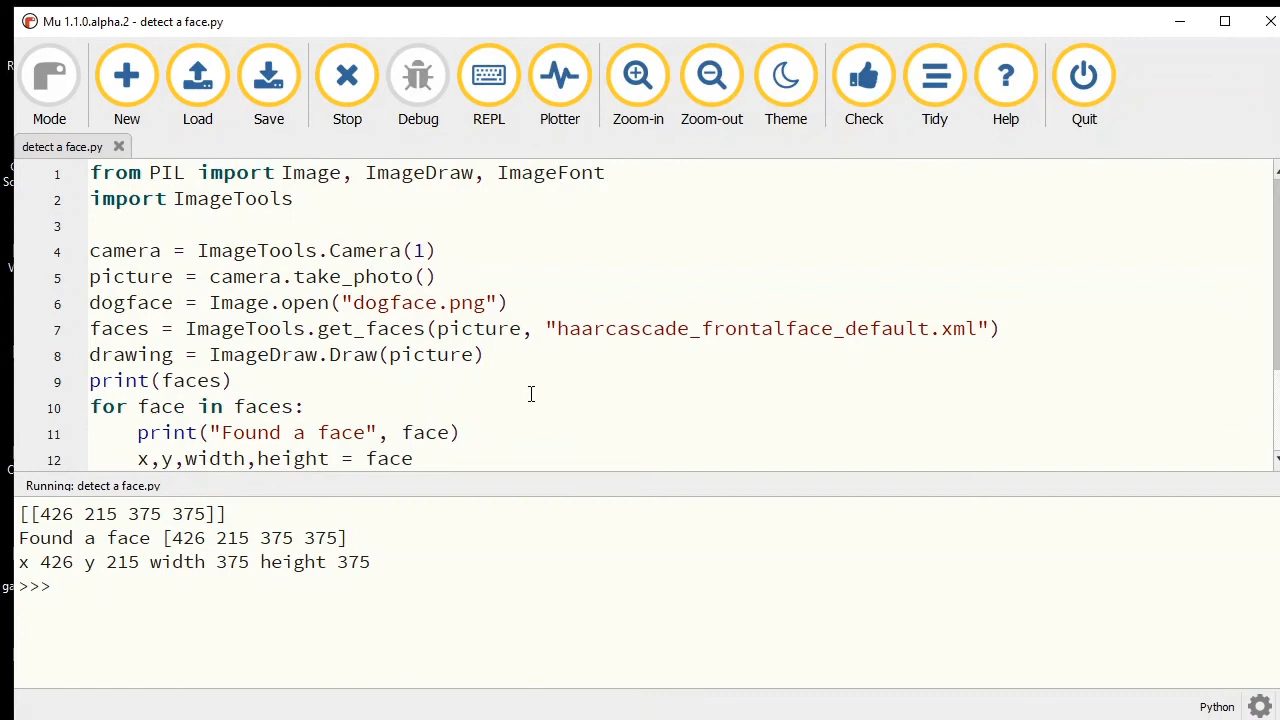 Mu 1.1.0.alpha.2 - detect a face.py
Mode New Load Save Stop Debug REPL Plotter Zoom-in Zoom-out Theme Check Tidy Help Quit
detect a face.py
1 from PIL import Image, ImageDraw, ImageFont
2 import ImageTools
3
4 camera = ImageTools.Camera(1)
5 picture = camera.take_photo()
6 dogface = Image.open("dogface.png")
7 faces = ImageTools.get_faces(picture, "haarcascade_frontalface_default.xml")
8 drawing = ImageDraw.Draw(picture)
9 print(faces)
10 for face in faces:
11 print("Found a face", face)
12 x,y,width,height = face
Running: detect a face.py
[[426 215 375 375]]
Found a face [426 215 375 375]
x 426 y 215 width 375 height 375
>>>
Python